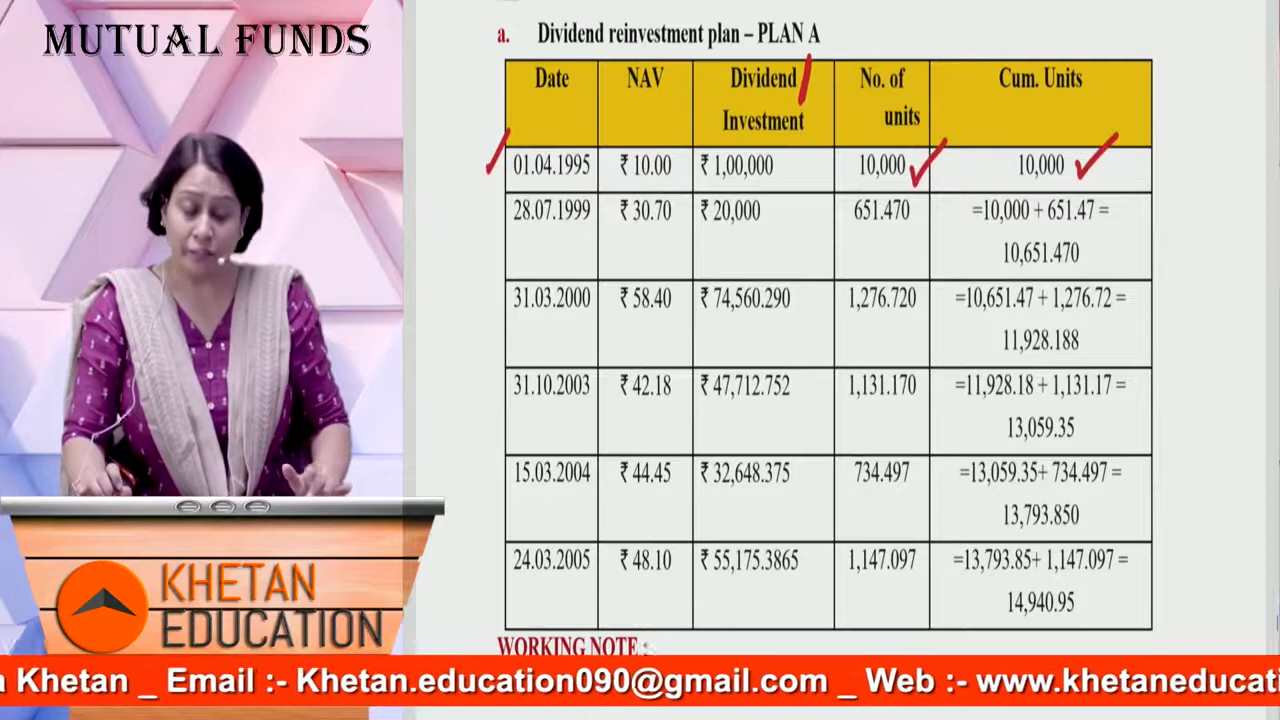 MUTUAL FUNDS
a. Dividend reinvestment plan – PLAN A
Date NAV Dividend Investment No. of units Cum. Units
01.04.1995 ₹ 10.00 ₹ 1,00,000 10,000 10,000
28.07.1999 ₹ 30.70 ₹ 20,000 651.470 =10,000 + 651.47 =
10,651.470
31.03.2000 ₹ 58.40 ₹ 74,560.290 1,276.720 =10,651.47 + 1,276.72 =
11,928.188
31.10.2003 ₹ 42.18 ₹ 47,712.752 1,131.170 =11,928.18 + 1,131.17 =
13,059.35
15.03.2004 ₹ 44.45 ₹ 32,648.375 734.497 =13,059.35+ 734.497 =
13,793.850
24.03.2005 ₹ 48.10 ₹ 55,175.3865 1,147.097 =13,793.85+ 1,147.097 =
14,940.95
WORKING NOTE :
KHETAN
EDUCATION
a Khetan _ Email :- Khetan.education090@gmail.com _ Web :- www.khetaneducati